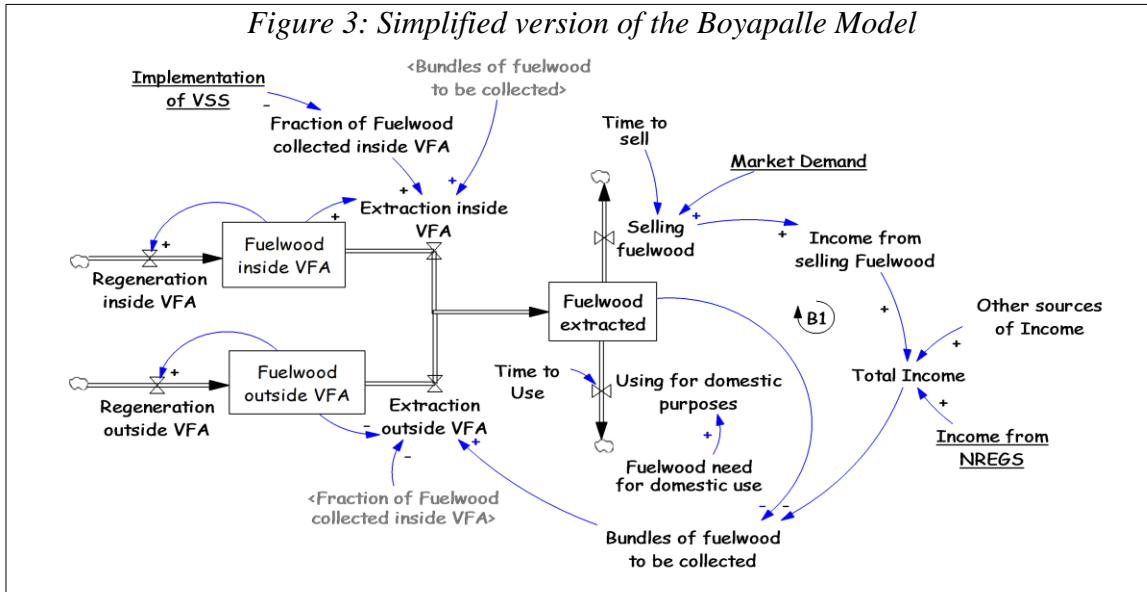 Figure 3: Simplified version of the Boyapalle Model
Implementation
of VSS
<Bundles of fuelwood
to be collected>
–
Fraction of Fuelwood
collected inside VFA
Time to
sell
Market Demand
+
+
+
Extraction inside
VFA
+
Fuelwood
inside VFA
Regeneration
inside VFA
+
Selling
fuelwood
+
Income from
selling Fuelwood
Fuelwood
extracted
B1
+
Other sources
of Income
+
Total Income
+
Income from
NREGS
+
Fuelwood
outside VFA
Regeneration
outside VFA
Time to
Use
Using for domestic
purposes
+
Fuelwood need
for domestic use
–
Extraction
outside VFA
+
–
<Fraction of Fuelwood
collected inside VFA>
–
–
Bundles of fuelwood
to be collected